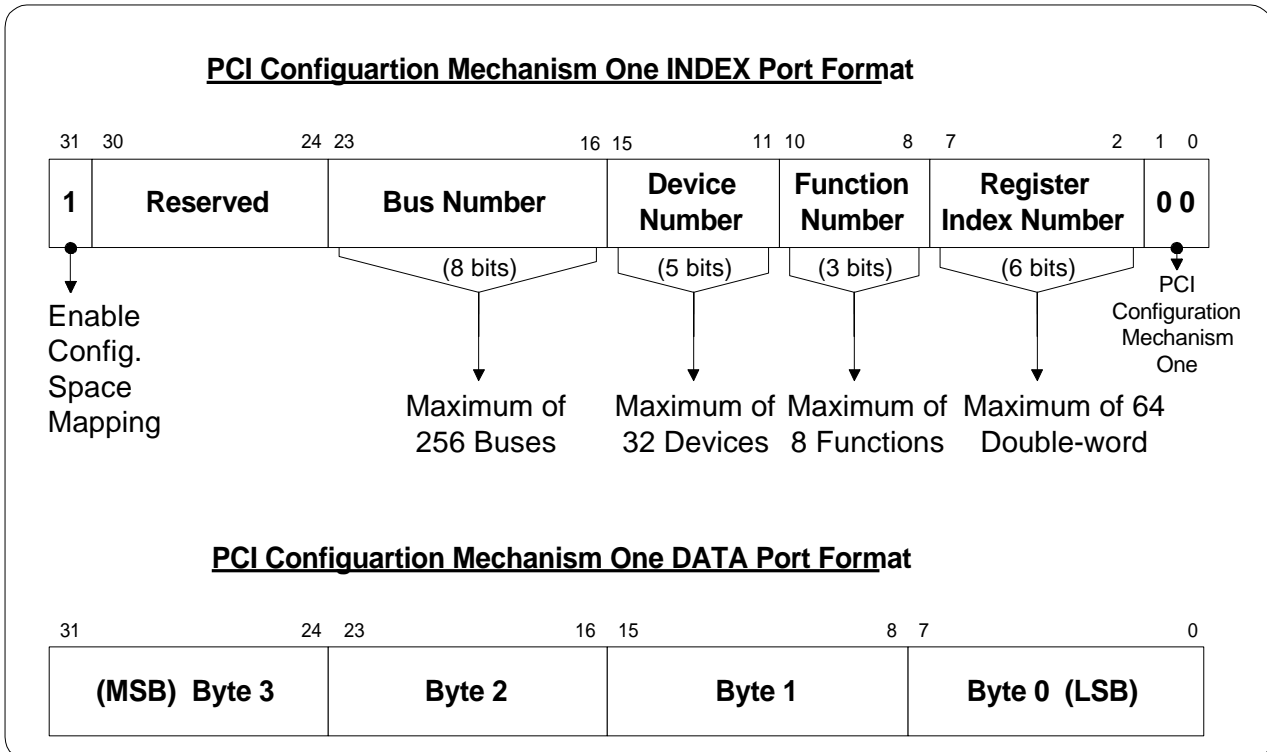 PCI Configuartion Mechanism One INDEX Port Format
31 30 24 23 16 15 11 10 8 7 2 1 0
1 Reserved Bus Number Device Number Function Number Register Index Number 0 0
(8 bits) (5 bits) (3 bits) (6 bits)
Enable
Config.
Space
Mapping
PCI
Configuration
Mechanism
One
Maximum of
256 Buses
Maximum of
32 Devices
Maximum of
8 Functions
Maximum of 64
Double-word
PCI Configuartion Mechanism One DATA Port Format
31 24 23 16 15 8 7 0
(MSB) Byte 3 Byte 2 Byte 1 Byte 0 (LSB)